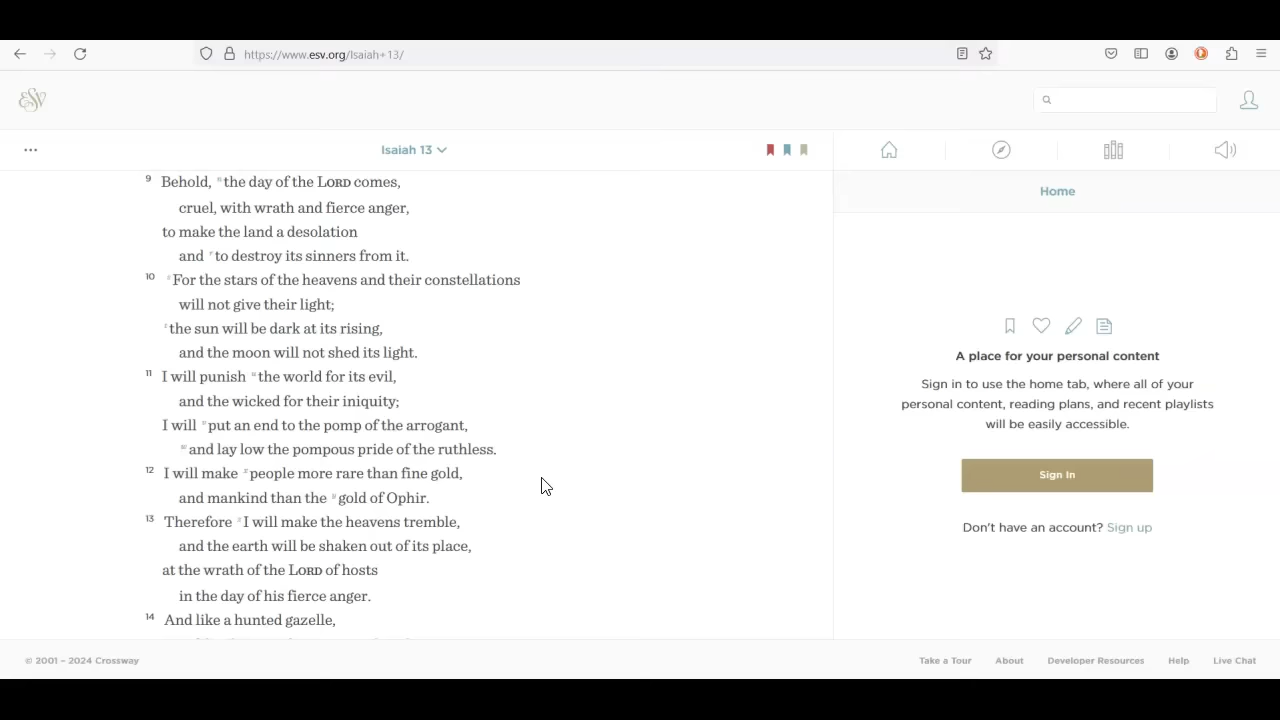 https://www.esv.org/Isaiah+13/
ESV
Isaiah 13
9 Behold, the day of the LORD comes,
cruel, with wrath and fierce anger,
to make the land a desolation
and to destroy its sinners from it.
10 For the stars of the heavens and their constellations
will not give their light;
the sun will be dark at its rising,
and the moon will not shed its light.
11 I will punish the world for its evil,
and the wicked for their iniquity;
I will put an end to the pomp of the arrogant,
and lay low the pompous pride of the ruthless.
12 I will make people more rare than fine gold,
and mankind than the gold of Ophir.
13 Therefore I will make the heavens tremble,
and the earth will be shaken out of its place,
at the wrath of the LORD of hosts
in the day of his fierce anger.
14 And like a hunted gazelle,
Home
A place for your personal content
Sign in to use the home tab, where all of your
personal content, reading plans, and recent playlists
will be easily accessible.
Sign In
Don't have an account? Sign up
© 2001 – 2024 Crossway
Take a Tour
About
Developer Resources
Help
Live Chat